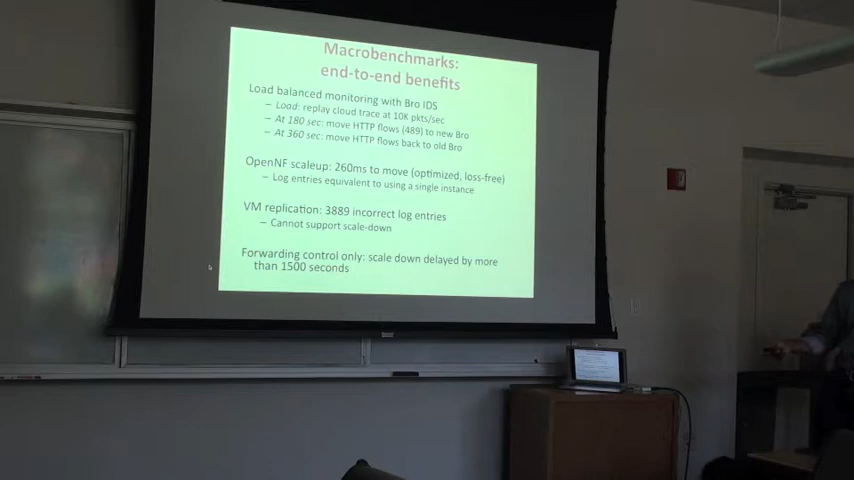 Macrobenchmarks:
end-to-end benefits
Load balanced monitoring with Bro IDS
– Load: replay cloud trace at 10K pkts/sec
– At 180 sec: move HTTP flows (489) to new Bro
– At 360 sec: move HTTP flows back to old Bro
OpenNF scaleup: 260ms to move (optimized, loss-free)
– Log entries equivalent to using a single instance
VM replication: 3889 incorrect log entries
– Cannot support scale-down
Forwarding control only: scale down delayed by more
than 1500 seconds